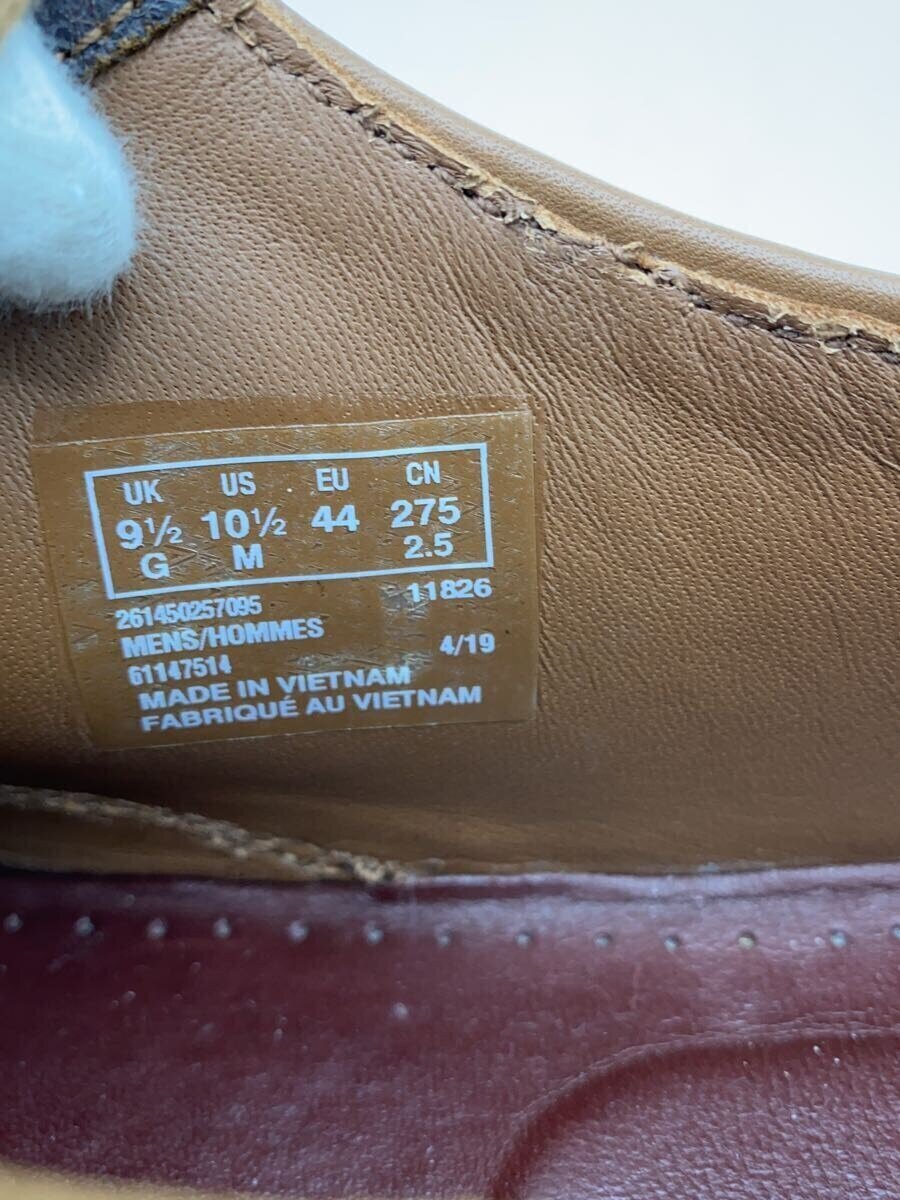 UK US EU CN
9½ 10½ 44 275
G M 2.5
261450257095 11826
MENS/HOMMES 4/19
61147514
MADE IN VIETNAM
FABRIQUÉ AU VIETNAM